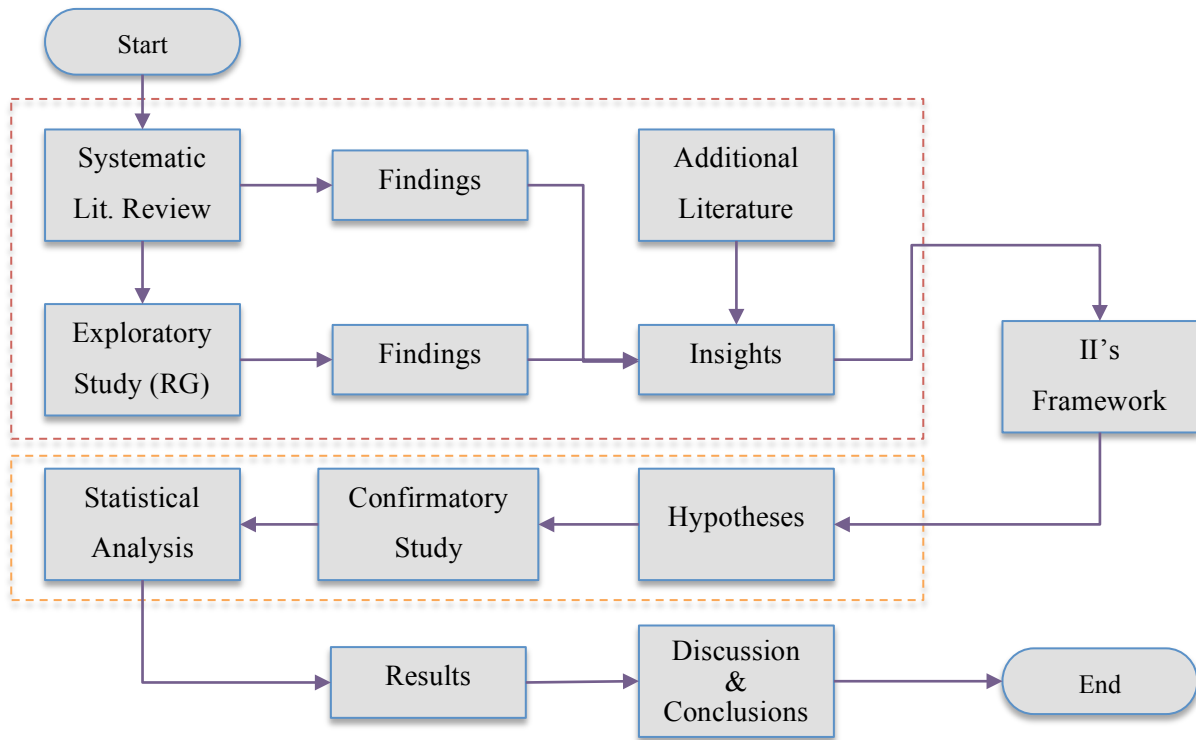 Start
Systematic
Lit. Review
Findings
Additional
Literature
Exploratory
Study (RG)
Findings
Insights
II's
Framework
Statistical
Analysis
Confirmatory
Study
Hypotheses
Results
Discussion
&
Conclusions
End